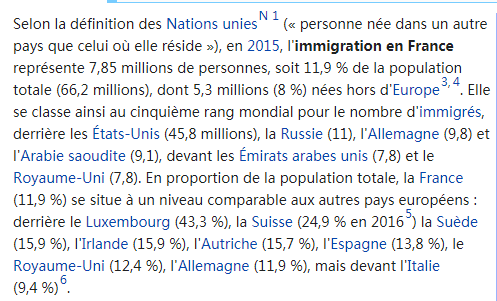 Selon la définition des Nations unies N 1 (« personne née dans un autre
pays que celui où elle réside »), en 2015, l'immigration en France
représente 7,85 millions de personnes, soit 11,9 % de la population
totale (66,2 millions), dont 5,3 millions (8 %) nées hors d'Europe 3, 4. Elle
se classe ainsi au cinquième rang mondial pour le nombre d'immigrés,
derrière les États-Unis (45,8 millions), la Russie (11), l'Allemagne (9,8) et
l'Arabie saoudite (9,1), devant les Émirats arabes unis (7,8) et le
Royaume-Uni (7,8). En proportion de la population totale, la France
(11,9 %) se situe à un niveau comparable aux autres pays européens :
derrière le Luxembourg (43,3 %), la Suisse (24,9 % en 2016 5) la Suède
(15,9 %), l'Irlande (15,9 %), l'Autriche (15,7 %), l'Espagne (13,8 %), le
Royaume-Uni (12,4 %), l'Allemagne (11,9 %), mais devant l'Italie
(9,4 %) 6.